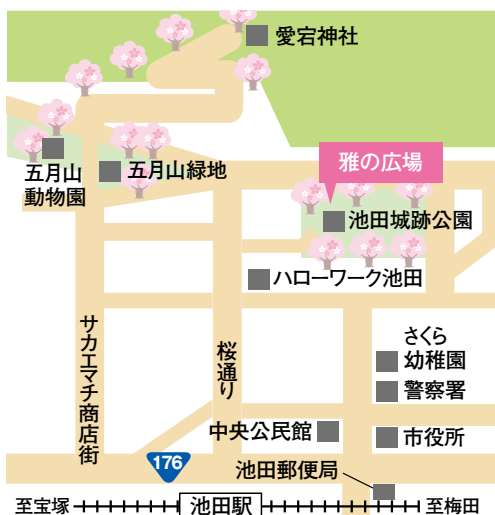 愛宕神社
雅の広場
五月山
動物園
五月山緑地
池田城跡公園
ハローワーク池田
サカエマチ商店街
桜通り
さくら
幼稚園
警察署
中央公民館
市役所
176
池田郵便局
至宝塚
池田駅
至梅田